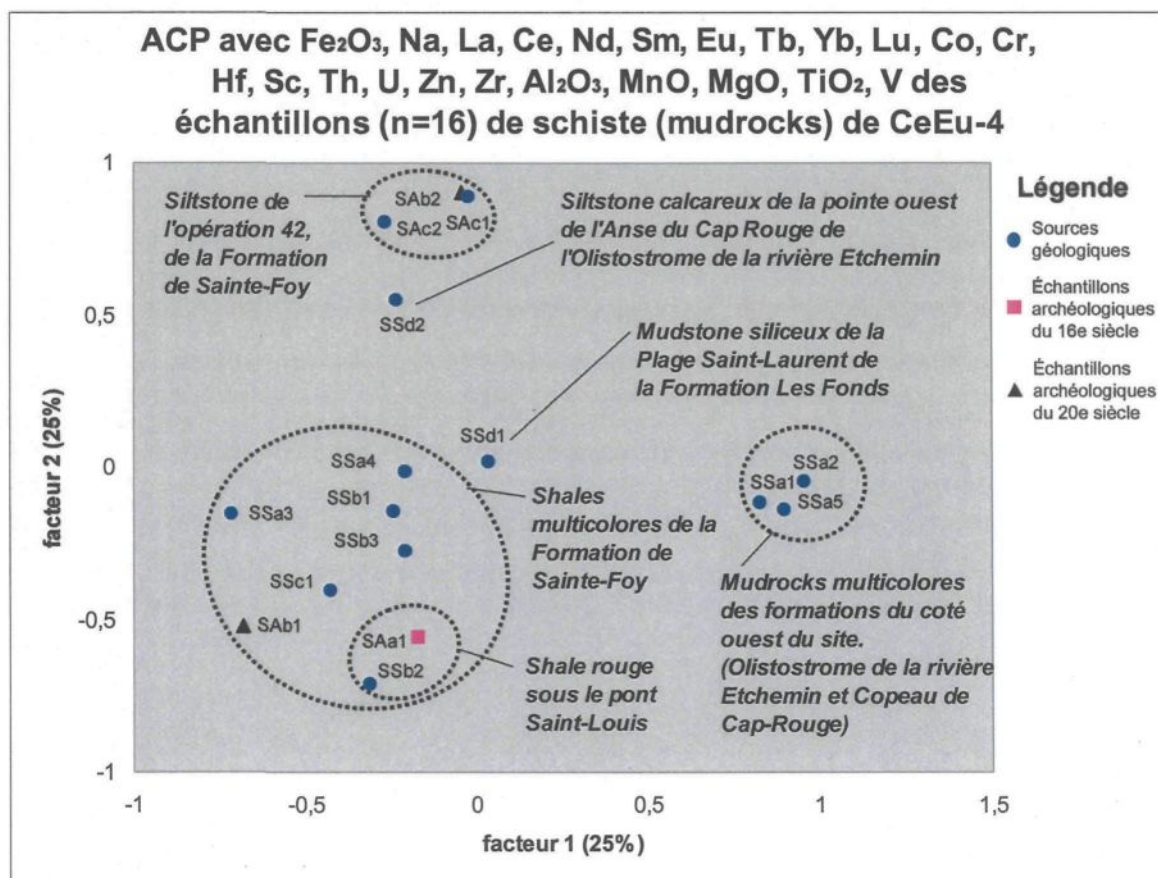 ACP avec Fe₂O₃, Na, La, Ce, Nd, Sm, Eu, Tb, Yb, Lu, Co, Cr,
Hf, Sc, Th, U, Zn, Zr, Al₂O₃, MnO, MgO, TiO₂, V des
échantillons (n=16) de schiste (mudrocks) de CeEu-4
1
0,5
0
-0,5
-1
facteur 2 (25%)
-1
-0,5
0
0,5
1
1,5
facteur 1 (25%)
Siltstone de
l'opération 42,
de la Formation
de Sainte-Foy
SAb2
SAc2
SAc1
Siltstone calcareux de la pointe ouest
de l'Anse du Cap Rouge de
l'Olistostrome de la rivière Etchemin
SSd2
Mudstone siliceux de la
Plage Saint-Laurent de
la Formation Les Fonds
SSd1
SSa4
SSb1
SSa3
SSb3
SSc1
SAb1
SAa1
SSb2
Shales
multicolores de la
Formation de
Sainte-Foy
Shale rouge
sous le pont
Saint-Louis
SSa2
SSa1
SSa5
Mudrocks multicolores
des formations du coté
ouest du site.
(Olistostrome de la rivière
Etchemin et Copeau de
Cap-Rouge)
Légende
Sources
géologiques
Échantillons
archéologiques
du 16e siècle
Échantillons
archéologiques
du 20e siècle